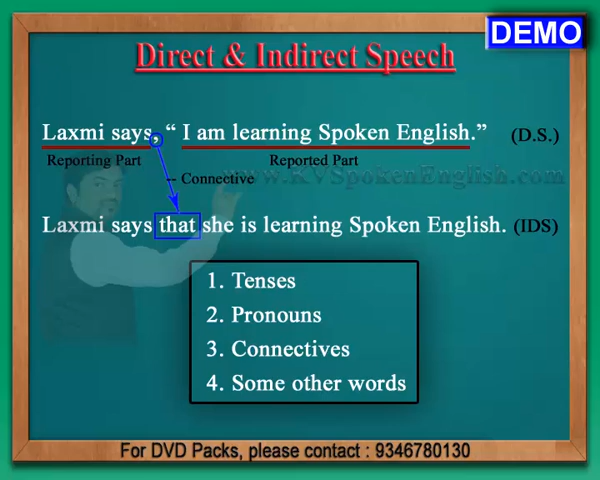 DEMO
Direct & Indirect Speech
Laxmi says, “ I am learning Spoken English.” (D.S.)
Reporting Part Reported Part
Connective www.KVSpokenEnglish.com
Laxmi says that she is learning Spoken English. (IDS)
1. Tenses
2. Pronouns
3. Connectives
4. Some other words
For DVD Packs, please contact : 9346780130